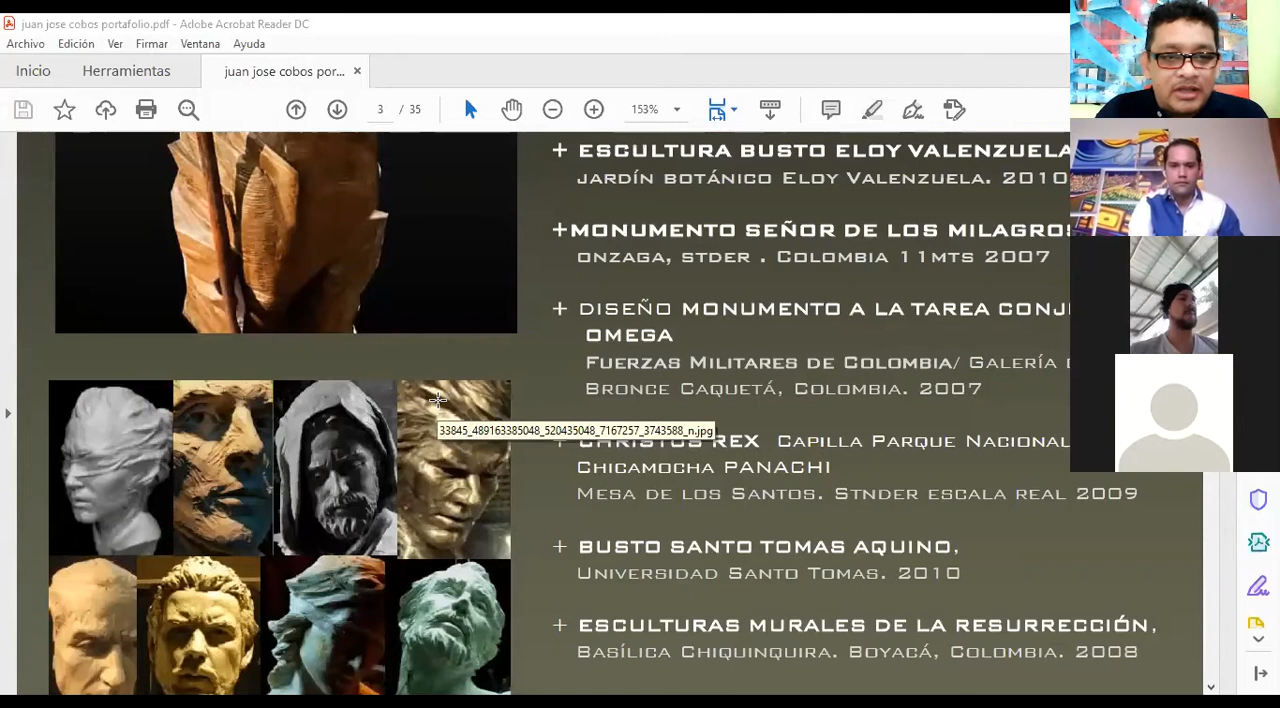 juan jose cobos portafolio.pdf - Adobe Acrobat Reader DC
Archivo Edición Ver Firmar Ventana Ayuda
Inicio Herramientas juan jose cobos por... ×
3 / 35 153%
+ ESCULTURA BUSTO ELOY VALENZUELA
JARDÍN BOTÁNICO ELOY VALENZUELA. 2010
+MONUMENTO SEÑOR DE LOS MILAGROS
ONZAGA, STDER . COLOMBIA 11MTS 2007
+ DISEÑO MONUMENTO A LA TAREA
OMEGA
FUERZAS MILITARES DE COLOMBIA/ GALERÍA
BRONCE CAQUETÁ, COLOMBIA. 2007
33845_489163385048_520435048_7167257_3743588_n.jpg
+ CHRISTUS REX CAPILLA PARQUE NACIONAL
CHICAMOCHA PANACHI
MESA DE LOS SANTOS. STNDER ESCALA REAL 2009
+ BUSTO SANTO TOMAS AQUINO,
UNIVERSIDAD SANTO TOMAS. 2010
+ ESCULTURAS MURALES DE LA RESURRECCIÓN,
BASÍLICA CHIQUINQUIRA. BOYACÁ, COLOMBIA. 2008